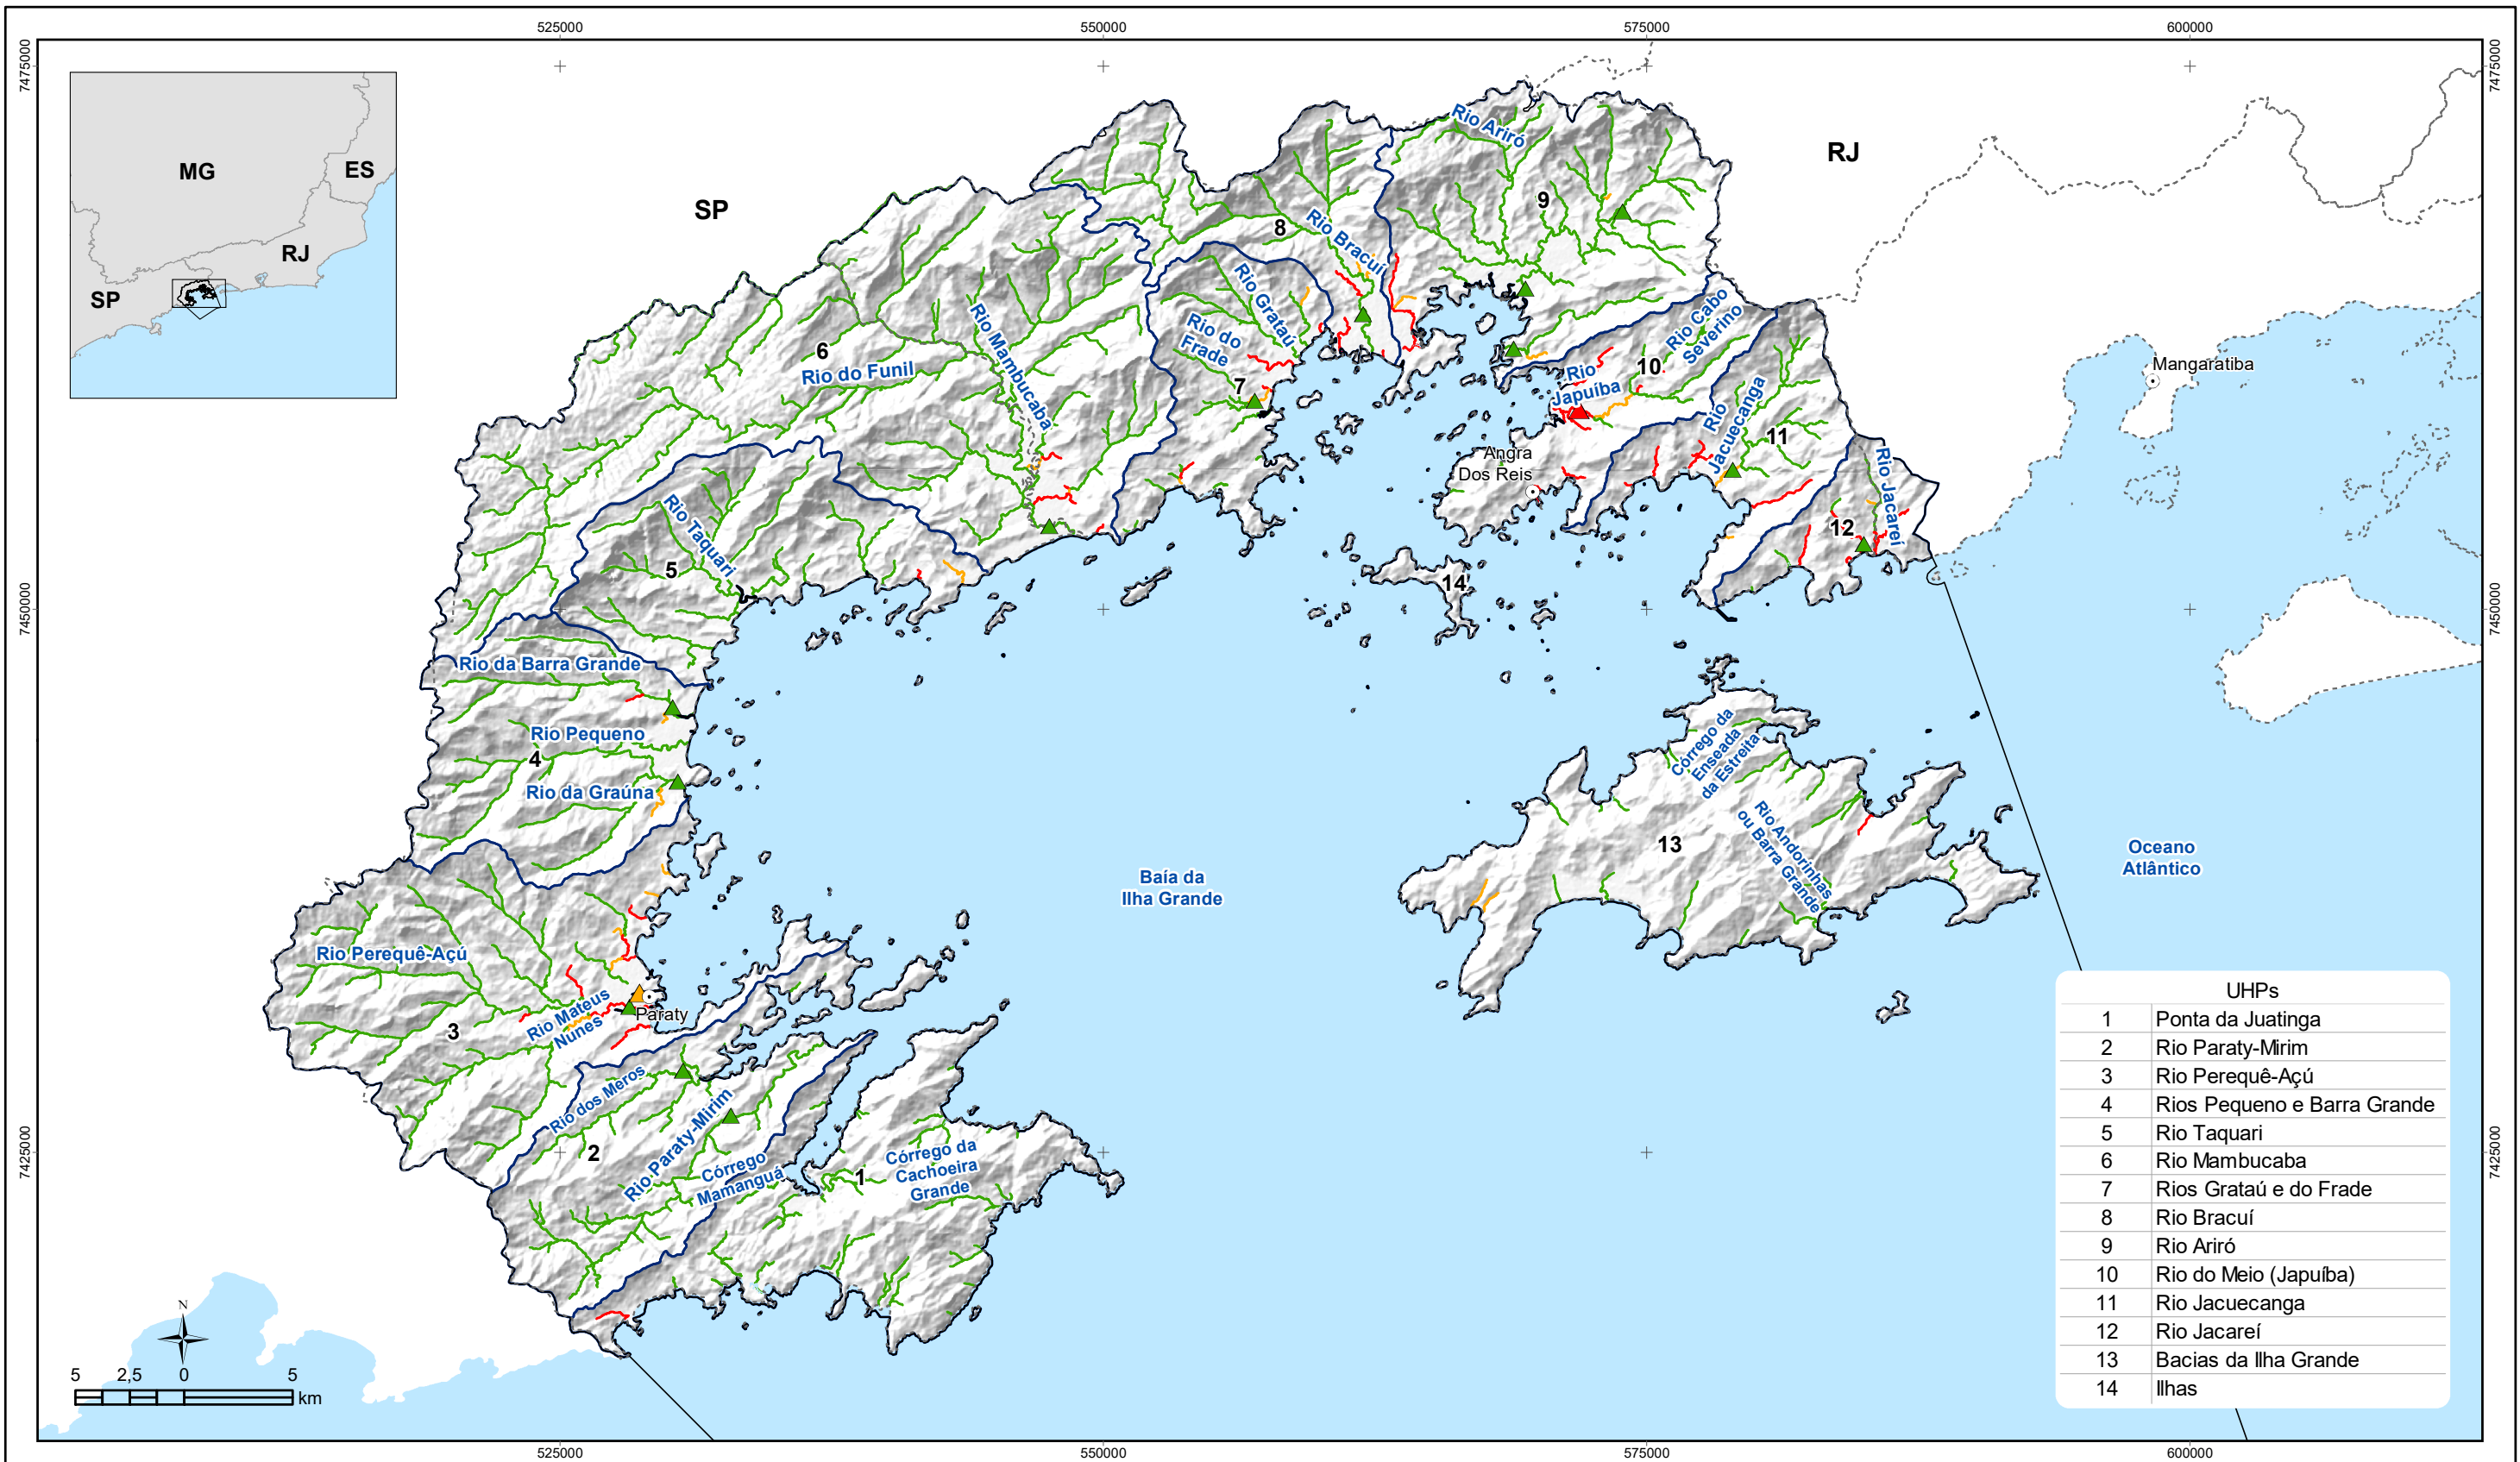 525000
550000
575000
600000
7475000
7475000
MG
ES
RJ
SP
SP
RJ
Rio Ariró
9
8
Rio Bracuí
Rio Grataú
Rio do
Frade
7
Rio Mambucaba
6
Rio do Funil
Rio Cabo
Severino
10
Rio
Japuíba
Rio
Jacuecanga
11
Mangaratiba
Angra
Dos Reis
Rio Jacareí
12
Rio Taquari
5
14
7450000
7450000
Rio da Barra Grande
Rio Pequeno
4
Rio da Graúna
Córrego da
Enseada
da Estreita
13
Rio Andorinhas
ou Barra Grande
Baía da
Ilha Grande
Oceano
Atlântico
Rio Perequê-Açú
3
Rio Mateus
Nunes
Paraty
Rio dos Meros
2
Rio Paraty-Mirim
Córrego
Mamanguá
1
Córrego da
Cachoeira
Grande
7425000
7425000
UHPs
1 Ponta da Juatinga
2 Rio Paraty-Mirim
3 Rio Perequê-Açú
4 Rios Pequeno e Barra Grande
5 Rio Taquari
6 Rio Mambucaba
7 Rios Grataú e do Frade
8 Rio Bracuí
9 Rio Ariró
10 Rio do Meio (Japuíba)
11 Rio Jacuecanga
12 Rio Jacareí
13 Bacias da Ilha Grande
14 Ilhas
N
5 2,5 0 5
km
525000
550000
575000
600000